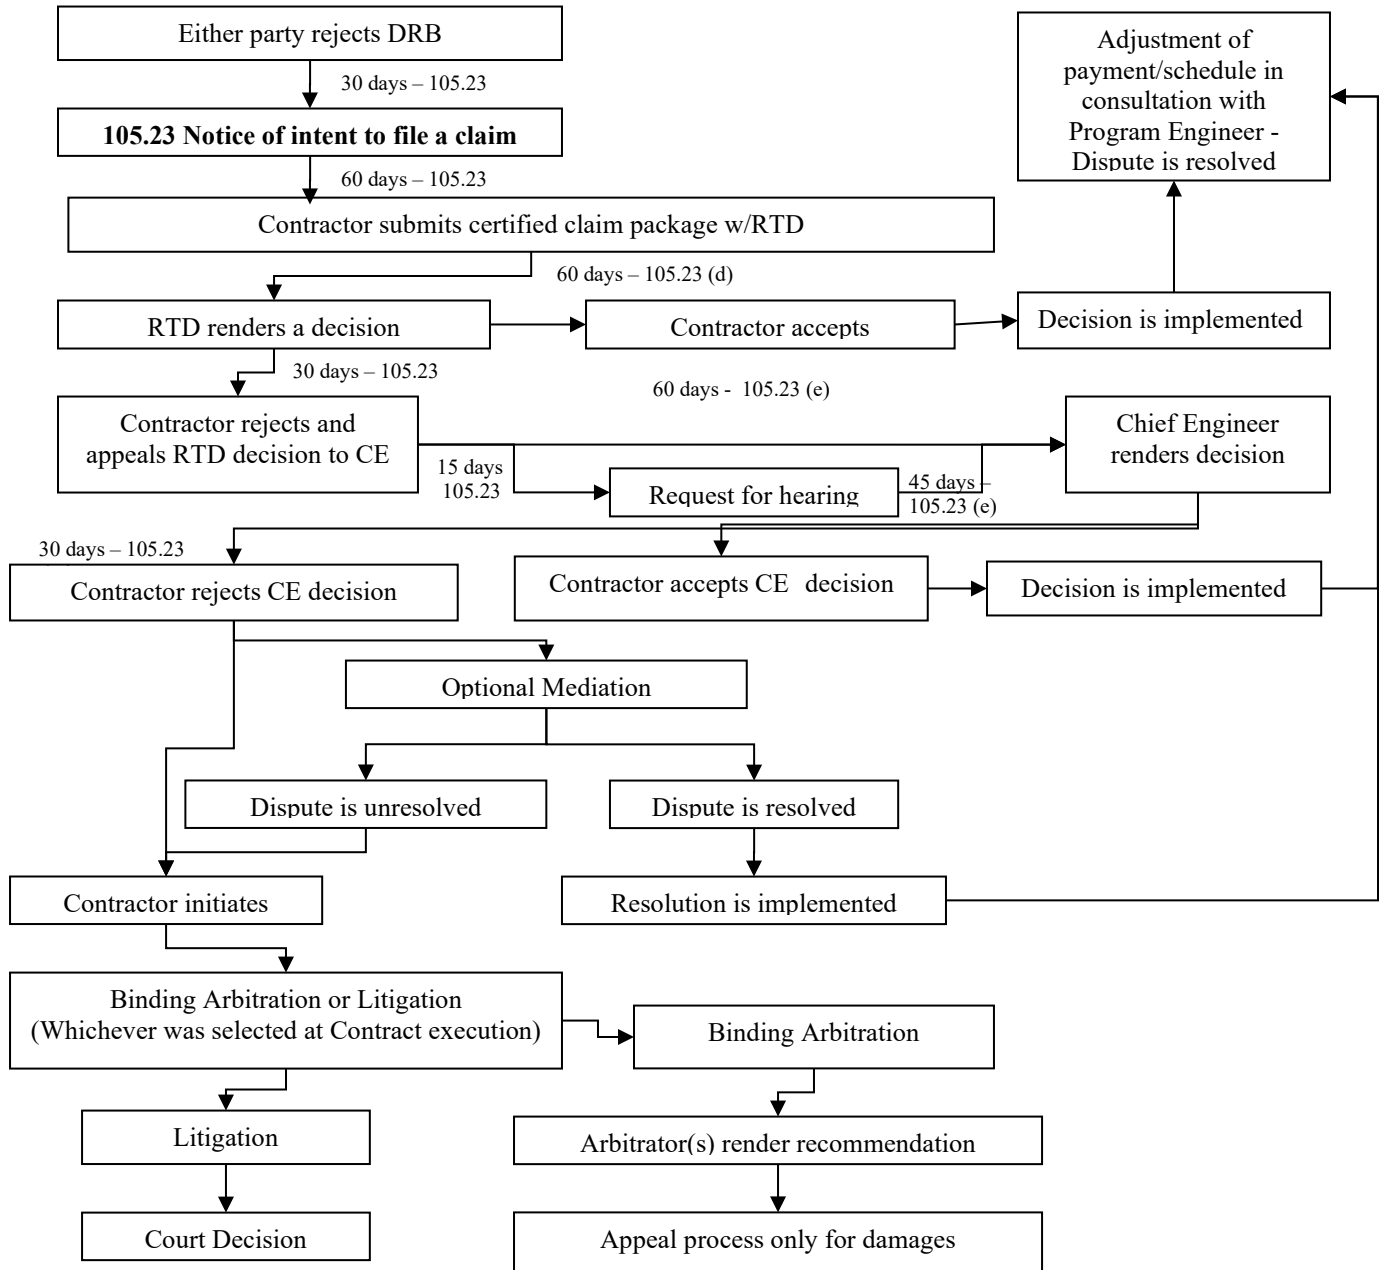 Either party rejects DRB
30 days – 105.23
105.23 Notice of intent to file a claim
60 days – 105.23
Contractor submits certified claim package w/RTD
60 days – 105.23 (d)
Adjustment of
payment/schedule in
consultation with
Program Engineer -
Dispute is resolved
RTD renders a decision
Contractor accepts
Decision is implemented
30 days – 105.23
60 days - 105.23 (e)
Contractor rejects and
appeals RTD decision to CE
15 days
105.23
Request for hearing
45 days –
105.23 (e)
Chief Engineer
renders decision
30 days – 105.23
Contractor rejects CE decision
Contractor accepts CE decision
Decision is implemented
Optional Mediation
Dispute is unresolved
Dispute is resolved
Contractor initiates
Resolution is implemented
Binding Arbitration or Litigation
(Whichever was selected at Contract execution)
Binding Arbitration
Litigation
Arbitrator(s) render recommendation
Court Decision
Appeal process only for damages